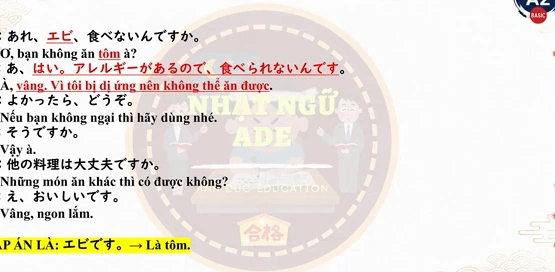 A2
BASIC
：あれ、エビ、食べないんですか。
Ơ, bạn không ăn tôm à?
：あ、はい。アレルギーがあるので、食べられないんです。
À, vâng. Vì tôi bị dị ứng nên không thể ăn được.
：よかったら、どうぞ。
Nếu bạn không ngại thì hãy dùng nhé.
：そうですか。
Vậy à.
：他の料理は大丈夫ですか。
Những món ăn khác thì có được không?
：え、おいしいです。
Vâng, ngon lắm.
ÁP ÁN LÀ: エビです。→ Là tôm.
NHẬT NGỮ
ADE
EDUCATION
合格